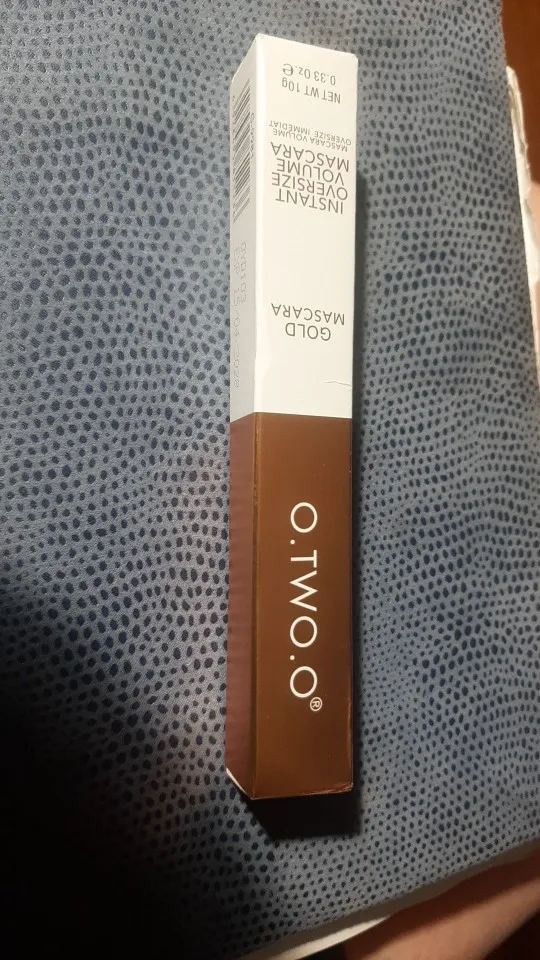 O.TWO.O®
GOLD
MASCARA
INSTANT
OVERSIZE
VOLUME
MASCARA
MASCARA VOLUME
OVERSIZE IMMEDIAT
NET WT 10g
0.33 Oz. ℮